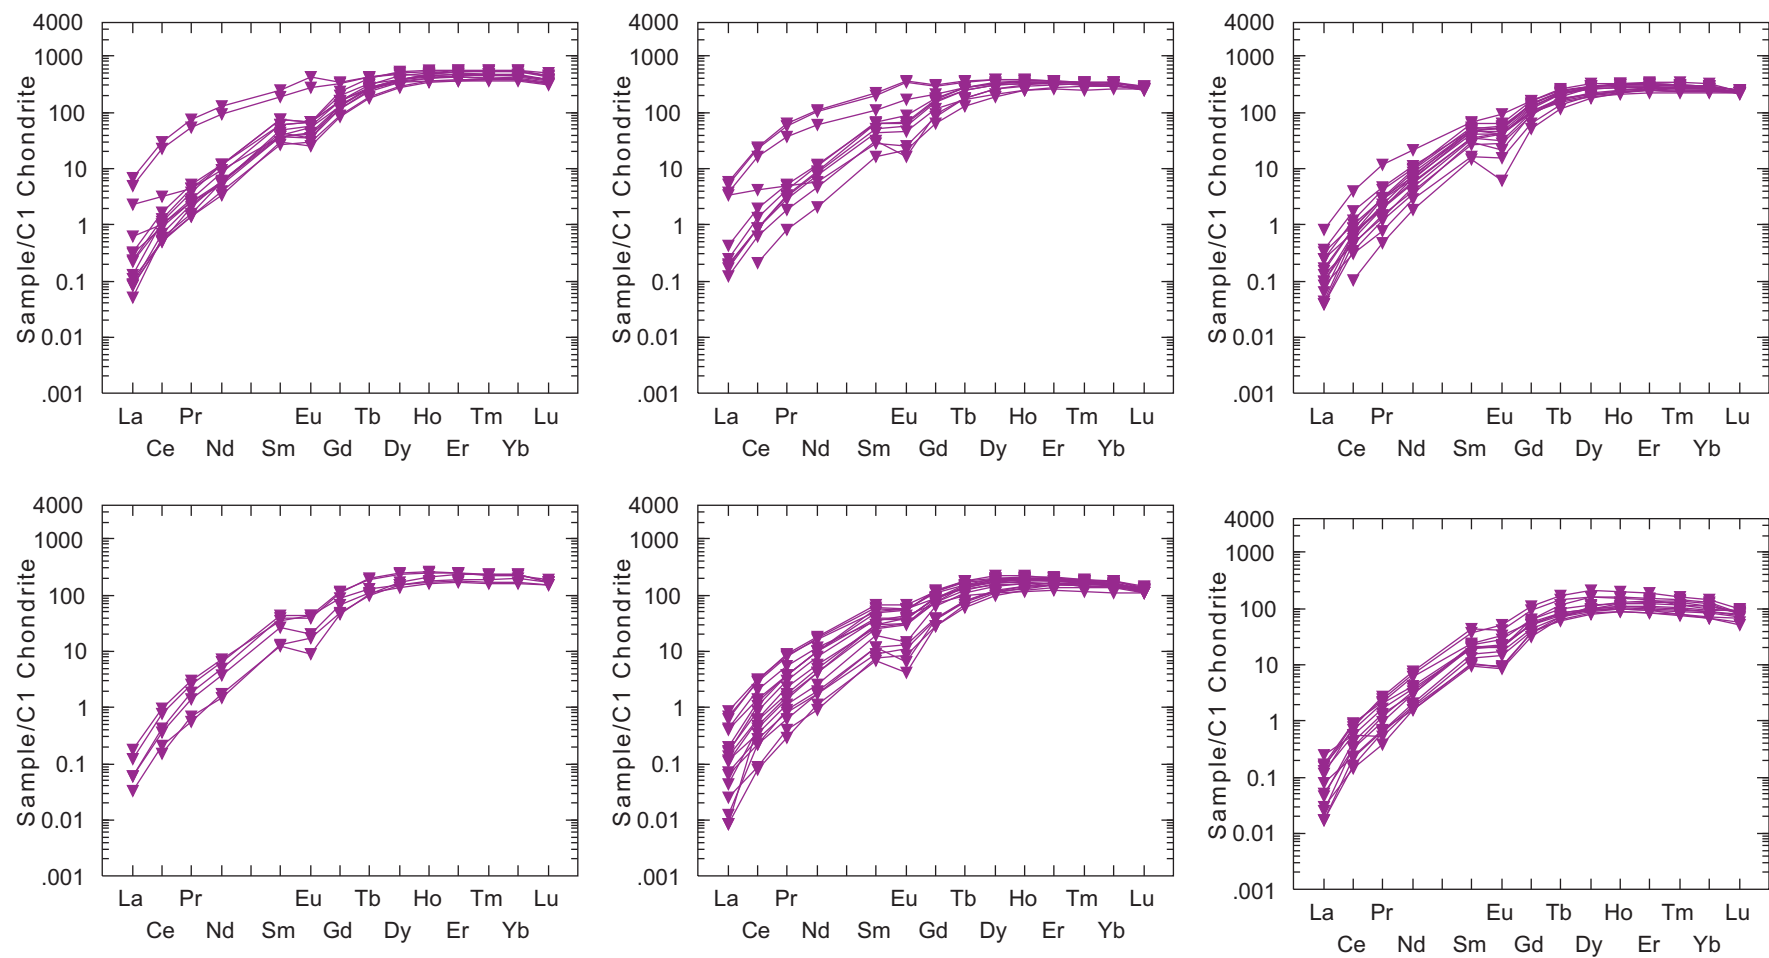 4000
1000
100
10
1
0.1
0.01
.001
Sample/C1 Chondrite
La Pr Eu Tb Ho Tm Lu
Ce Nd Sm Gd Dy Er Yb
4000
1000
100
10
1
0.1
0.01
.001
Sample/C1 Chondrite
La Pr Eu Tb Ho Tm Lu
Ce Nd Sm Gd Dy Er Yb
4000
1000
100
10
1
0.1
0.01
.001
Sample/C1 Chondrite
La Pr Eu Tb Ho Tm Lu
Ce Nd Sm Gd Dy Er Yb
4000
1000
100
10
1
0.1
0.01
.001
Sample/C1 Chondrite
La Pr Eu Tb Ho Tm Lu
Ce Nd Sm Gd Dy Er Yb
4000
1000
100
10
1
0.1
0.01
.001
Sample/C1 Chondrite
La Pr Eu Tb Ho Tm Lu
Ce Nd Sm Gd Dy Er Yb
4000
1000
100
10
1
0.1
0.01
.001
Sample/C1 Chondrite
La Pr Eu Tb Ho Tm Lu
Ce Nd Sm Gd Dy Er Yb